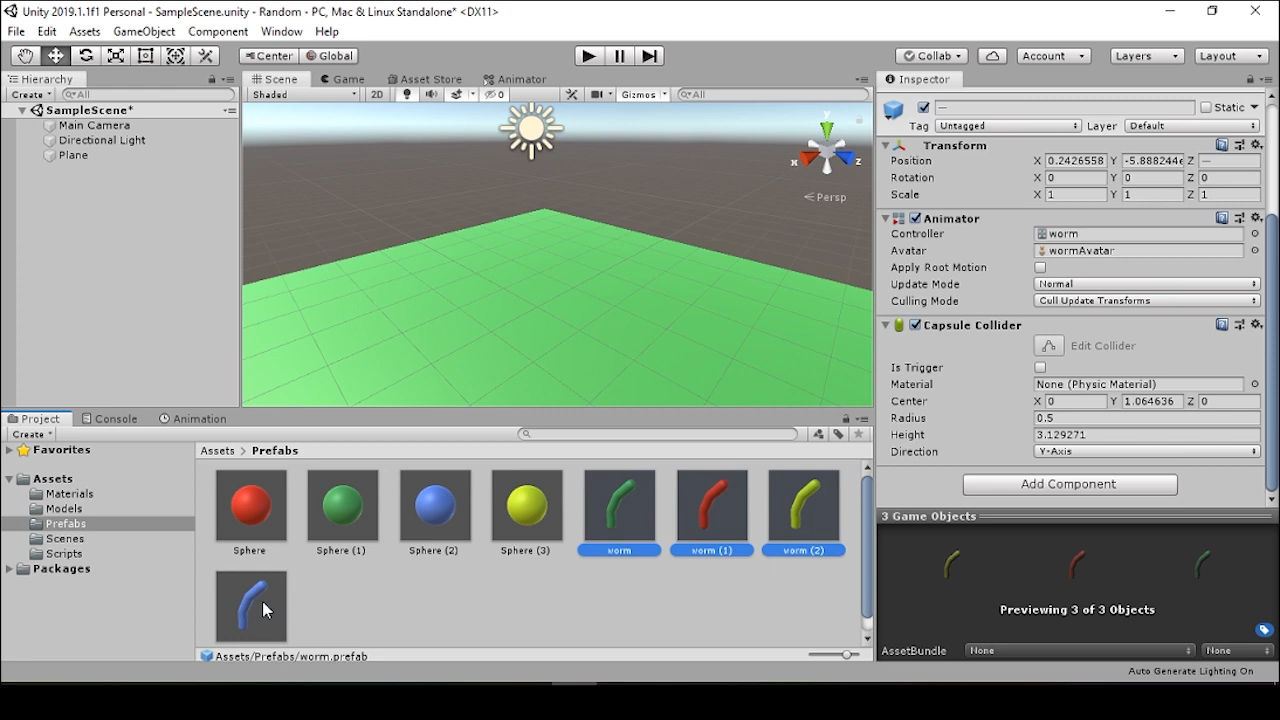 Unity 2019.1.1f1 Personal - SampleScene.unity - Random - PC, Mac & Linux Standalone* <DX11>
File Edit Assets GameObject Component Window Help
Center Global Collab Account Layers Layout
Hierarchy
Create All
SampleScene*
Main Camera
Directional Light
Plane
Scene Game Asset Store Animator
Shaded 2D 0 Gizmos All
y
x z
Persp
Inspector
— Static
Tag Untagged Layer Default
Transform
Position X 0.2426558 Y -5.888244e Z —
Rotation X 0 Y 0 Z 0
Scale X 1 Y 1 Z 1
Animator
Controller worm
Avatar wormAvatar
Apply Root Motion
Update Mode Normal
Culling Mode Cull Update Transforms
Capsule Collider
Edit Collider
Is Trigger
Material None (Physic Material)
Center X 0 Y 1.064636 Z 0
Radius 0.5
Height 3.129271
Direction Y-Axis
Add Component
3 Game Objects
Previewing 3 of 3 Objects
AssetBundle None None
Project Console Animation
Create
Favorites
Assets
Materials
Models
Prefabs
Scenes
Scripts
Packages
Assets > Prefabs
Sphere Sphere (1) Sphere (2) Sphere (3) worm worm (1) worm (2)
Assets/Prefabs/worm.prefab
Auto Generate Lighting On